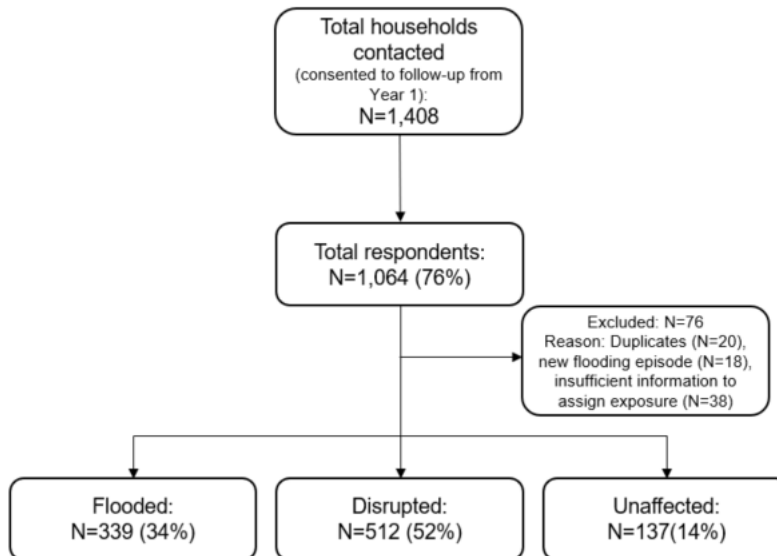 Total households
contacted
(consented to follow-up from
Year 1):
N=1,408
Total respondents:
N=1,064 (76%)
Excluded: N=76
Reason: Duplicates (N=20),
new flooding episode (N=18),
insufficient information to
assign exposure (N=38)
Flooded:
N=339 (34%)
Disrupted:
N=512 (52%)
Unaffected:
N=137(14%)